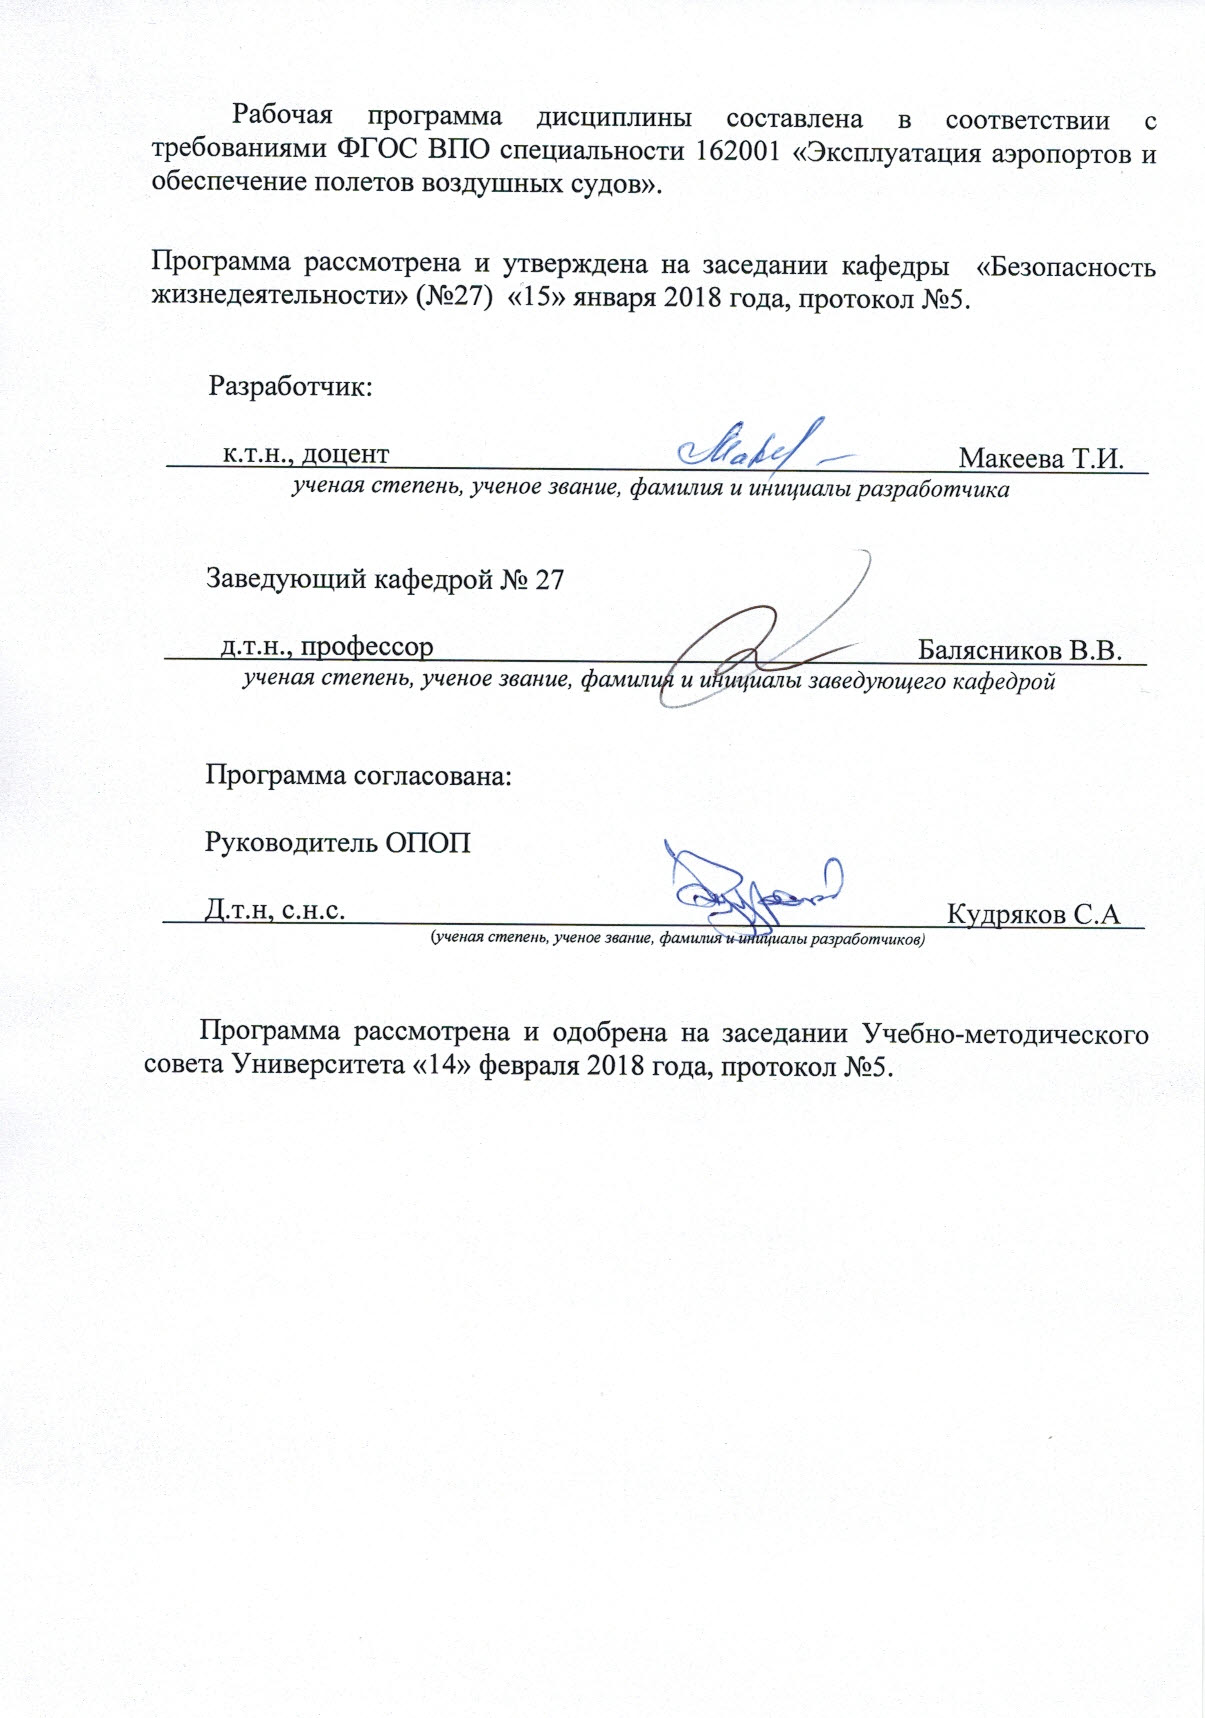 Рабочая программа дисциплины составлена в соответствии с
требованиями ФГОС ВПО специальности 162001 «Эксплуатация аэропортов и
обеспечение полетов воздушных судов».
Программа рассмотрена и утверждена на заседании кафедры «Безопасность
жизнедеятельности» (№27) «15» января 2018 года, протокол №5.
Разработчик:
к.т.н., доцент Макеева Т.И.
ученая степень, ученое звание, фамилия и инициалы разработчика
Заведующий кафедрой № 27
д.т.н., профессор Балясников В.В.
ученая степень, ученое звание, фамилия и инициалы заведующего кафедрой
Программа согласована:
Руководитель ОПОП
Д.т.н, с.н.с. Кудряков С.А
(ученая степень, ученое звание, фамилия и инициалы разработчиков)
Программа рассмотрена и одобрена на заседании Учебно-методического
совета Университета «14» февраля 2018 года, протокол №5.